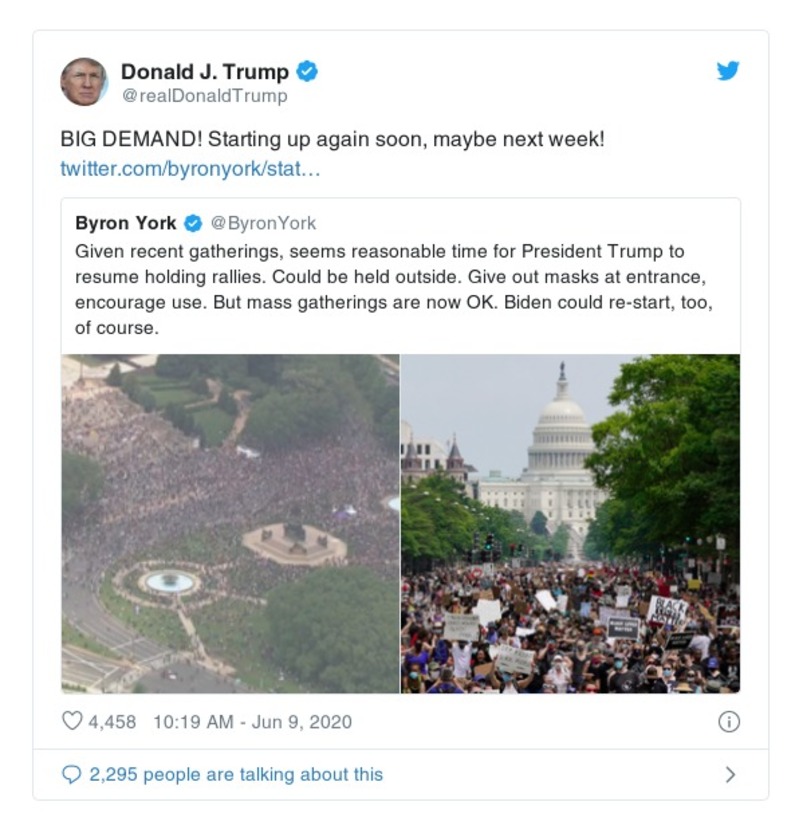 Donald J. Trump
@realDonaldTrump
BIG DEMAND! Starting up again soon, maybe next week!
twitter.com/byronyork/stat…
Byron York @ByronYork
Given recent gatherings, seems reasonable time for President Trump to
resume holding rallies. Could be held outside. Give out masks at entrance,
encourage use. But mass gatherings are now OK. Biden could re-start, too,
of course.
BLACK
4,458 10:19 AM - Jun 9, 2020
2,295 people are talking about this